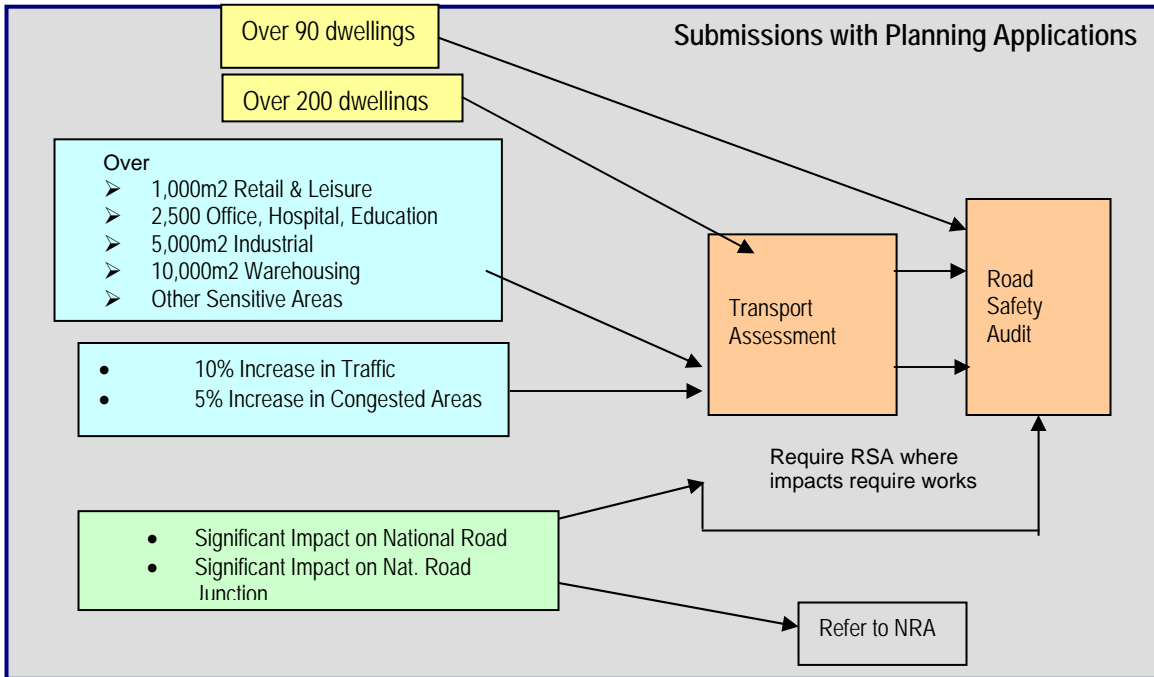 Submissions with Planning Applications
Over 90 dwellings
Over 200 dwellings
Over
➢ 1,000m2 Retail & Leisure
➢ 2,500 Office, Hospital, Education
➢ 5,000m2 Industrial
➢ 10,000m2 Warehousing
➢ Other Sensitive Areas
• 10% Increase in Traffic
• 5% Increase in Congested Areas
Transport
Assessment
Road
Safety
Audit
Require RSA where
impacts require works
• Significant Impact on National Road
• Significant Impact on Nat. Road
Junction
Refer to NRA